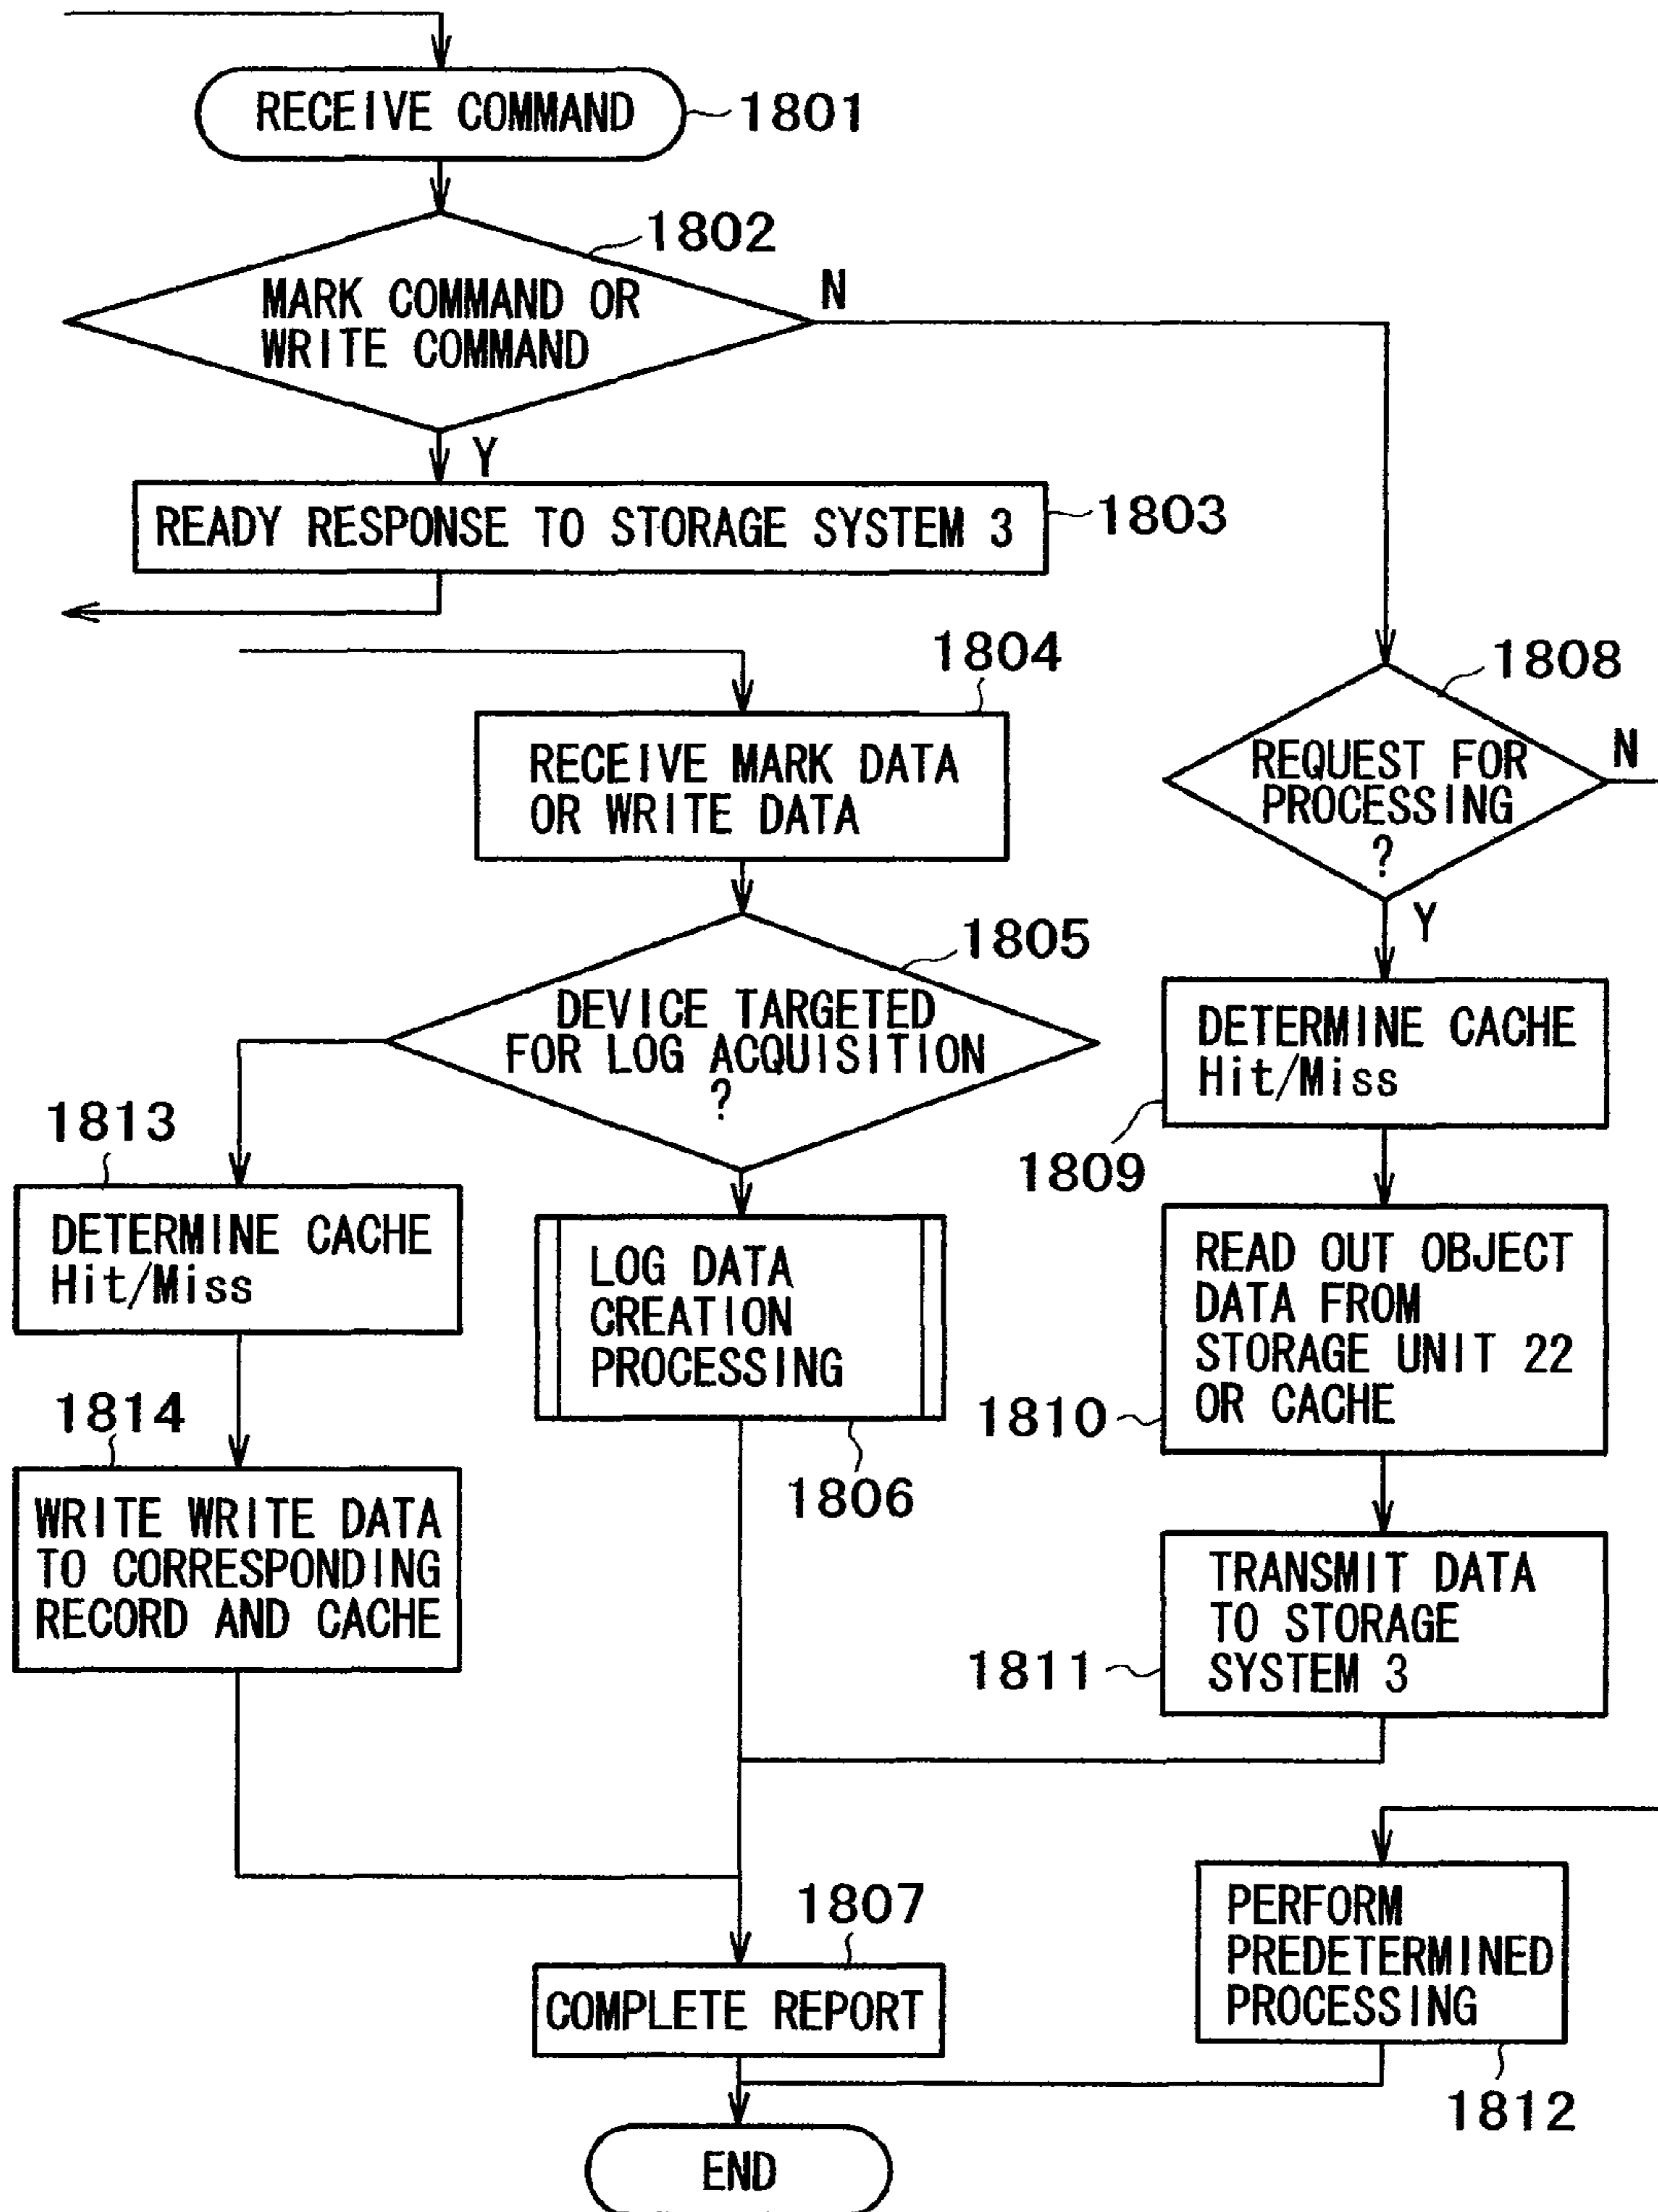 RECEIVE COMMAND
1801
1802
MARK COMMAND OR
WRITE COMMAND
N
Y
READY RESPONSE TO STORAGE SYSTEM 3
1803
1804
RECEIVE MARK DATA
OR WRITE DATA
1808
REQUEST FOR
PROCESSING
?
N
Y
1805
DEVICE TARGETED
FOR LOG ACQUISITION
?
DETERMINE CACHE
Hit/Miss
1809
1813
DETERMINE CACHE
Hit/Miss
LOG DATA
CREATION
PROCESSING
1806
READ OUT OBJECT
DATA FROM
STORAGE UNIT 22
OR CACHE
1810
1814
WRITE WRITE DATA
TO CORRESPONDING
RECORD AND CACHE
TRANSMIT DATA
TO STORAGE
SYSTEM 3
1811
1807
COMPLETE REPORT
PERFORM
PREDETERMINED
PROCESSING
1812
END